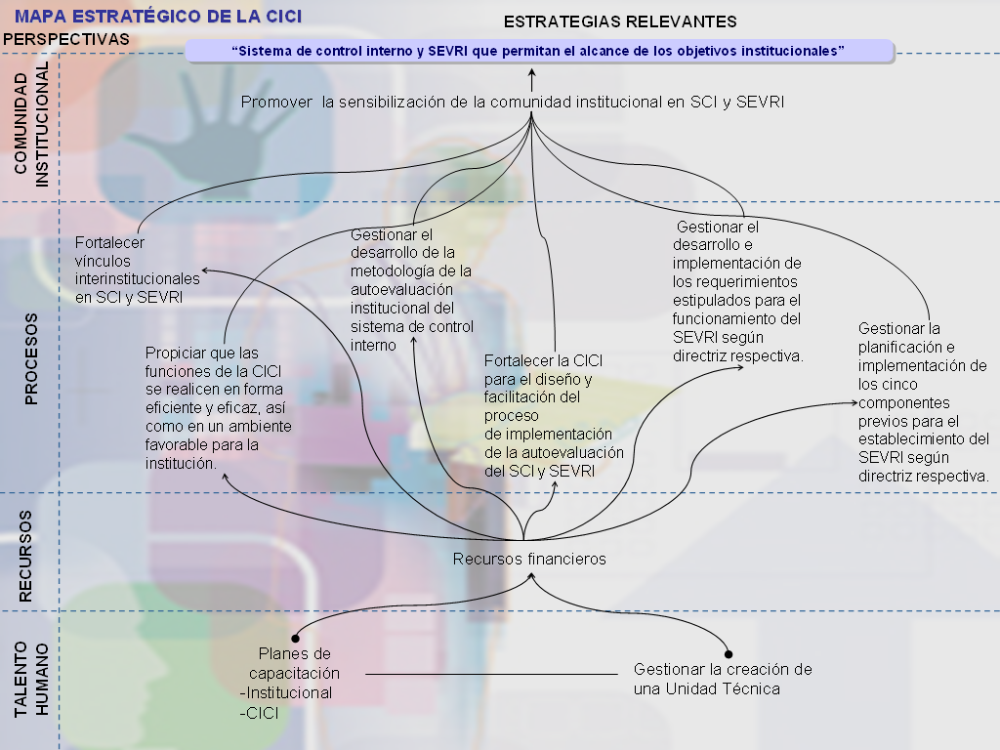 MAPA ESTRATÉGICO DE LA CICI
ESTRATEGIAS RELEVANTES
PERSPECTIVAS
“Sistema de control interno y SEVRI que permitan el alcance de los objetivos institucionales”
COMUNIDAD
INSTITUCIONAL
Promover la sensibilización de la comunidad institucional en SCI y SEVRI
PROCESOS
Fortalecer
vínculos
interinstitucionales
en SCI y SEVRI
Propiciar que las
funciones de la CICI
se realicen en forma
eficiente y eficaz, así
como en un ambiente
favorable para la
institución.
Gestionar el
desarrollo de la
metodología de la
autoevaluación
institucional del
sistema de control
interno
Fortalecer la CICI
para el diseño y
facilitación del
proceso
de implementación
de la autoevaluación
del SCI y SEVRI
Gestionar el
desarrollo e
implementación de
los requerimientos
estipulados para el
funcionamiento del
SEVRI según
directriz respectiva.
Gestionar la
planificación e
implementación de
los cinco
componentes
previos para el
establecimiento del
SEVRI según
directriz respectiva.
RECURSOS
Recursos financieros
TALENTO
HUMANO
Planes de
capacitación
-Institucional
-CICI
Gestionar la creación de
una Unidad Técnica